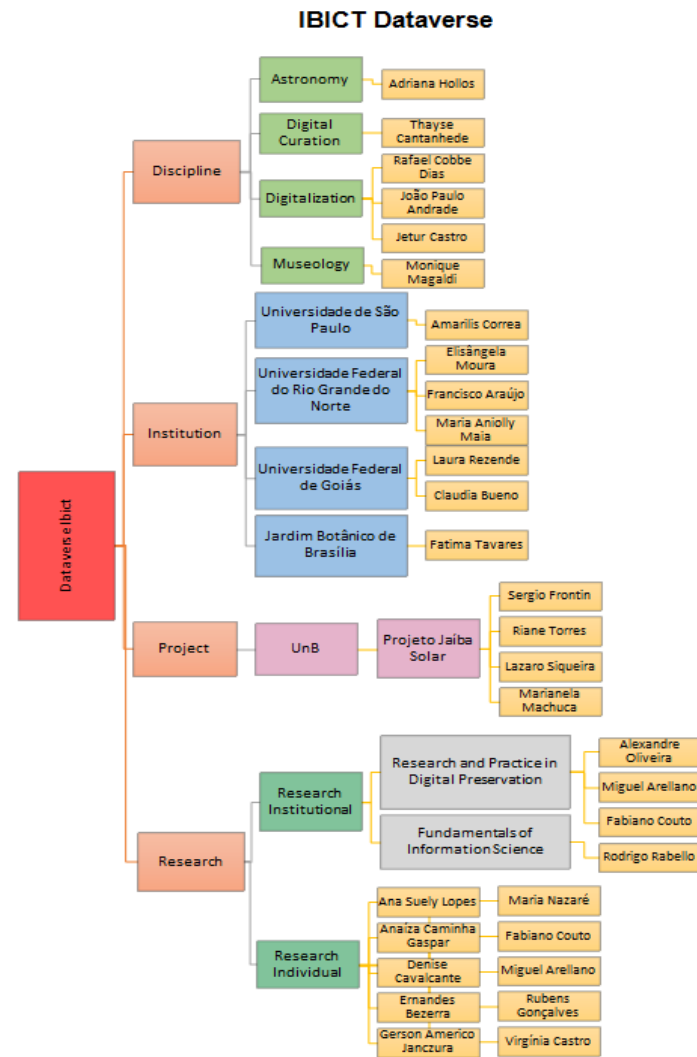 IBICT Dataverse
Dataverse Ibict
Discipline
Astronomy
Adriana Hollos
Digital
Curation
Thayse
Cantanhede
Digitalization
Rafael Cobbe
Dias
João Paulo
Andrade
Jetur Castro
Museology
Monique
Magaldi
Institution
Universidade de São
Paulo
Amarilis Correa
Universidade Federal
do Rio Grande do
Norte
Elisângela
Moura
Francisco Araújo
Maria Aniolly
Maia
Universidade Federal
de Goiás
Laura Rezende
Claudia Bueno
Jardim Botânico de
Brasília
Fatima Tavares
Project
UnB
Projeto Jaíba
Solar
Sergio Frontin
Riane Torres
Lazaro Siqueira
Marianela
Machuca
Research
Research
Institutional
Research and Practice in
Digital Preservation
Alexandre
Oliveira
Miguel Arellano
Fabiano Couto
Fundamentals of
Information Science
Rodrigo Rabello
Research
Individual
Ana Suely Lopes
Maria Nazaré
Anaíza Caminha
Gaspar
Fabiano Couto
Denise
Cavalcante
Miguel Arellano
Ernandes
Bezerra
Rubens
Gonçalves
Gerson Americo
Janczura
Virgínia Castro